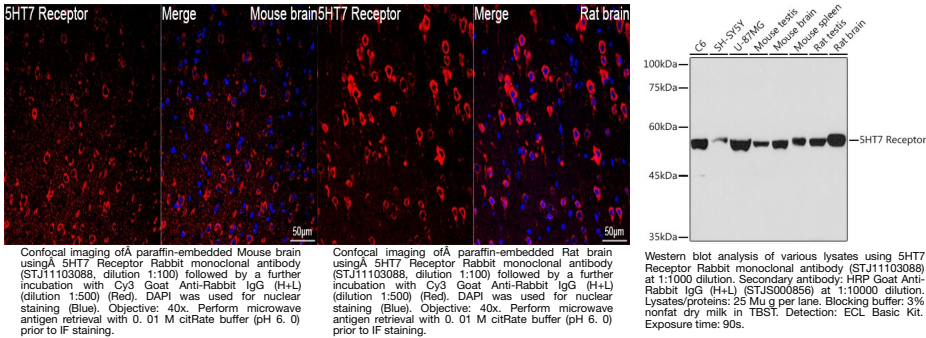 5HT7 Receptor
Merge
Mouse brain
5HT7 Receptor
Merge
Rat brain
50µm
50µm
Confocal imaging ofÂ paraffin-embedded Mouse brain
usingÂ 5HT7 Receptor Rabbit monoclonal antibody
(STJ11103088, dilution 1:100) followed by a further
incubation with Cy3 Goat Anti-Rabbit IgG (H+L)
(dilution 1:500) (Red). DAPI was used for nuclear
staining (Blue). Objective: 40x. Perform microwave
antigen retrieval with 0. 01 M citRate buffer (pH 6. 0)
prior to IF staining.
Confocal imaging ofÂ paraffin-embedded Rat brain
usingÂ 5HT7 Receptor Rabbit monoclonal antibody
(STJ11103088, dilution 1:100) followed by a further
incubation with Cy3 Goat Anti-Rabbit IgG (H+L)
(dilution 1:500) (Red). DAPI was used for nuclear
staining (Blue). Objective: 40x. Perform microwave
antigen retrieval with 0. 01 M citRate buffer (pH 6. 0)
prior to IF staining.
C6
SH-SY5Y
U-87MG
Mouse testis
Mouse brain
Mouse spleen
Rat testis
Rat brain
100kDa
75kDa
60kDa
5HT7 Receptor
45kDa
35kDa
Western blot analysis of various lysates using 5HT7
Receptor Rabbit monoclonal antibody (STJ11103088)
at 1:1000 dilution. Secondary antibody: HRP Goat Anti-
Rabbit IgG (H+L) (STJS000856) at 1:10000 dilution.
Lysates/proteins: 25 Mu g per lane. Blocking buffer: 3%
nonfat dry milk in TBST. Detection: ECL Basic Kit.
Exposure time: 90s.